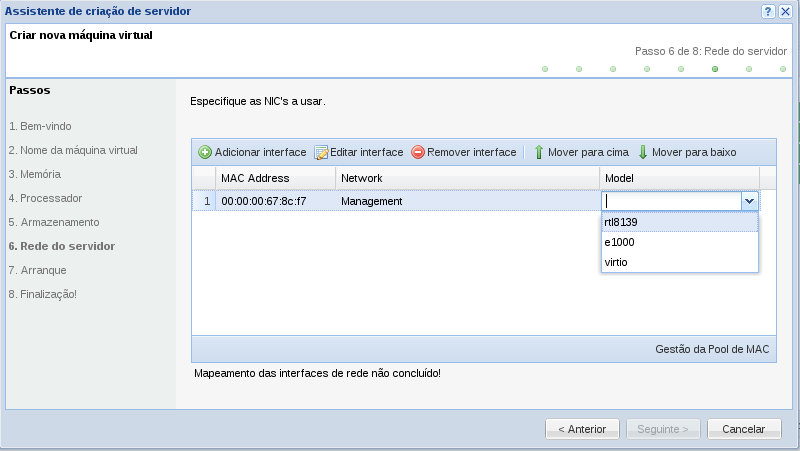 Assistente de criação de servidor
Criar nova máquina virtual
Passo 6 de 8: Rede do servidor
Passos
1. Bem-vindo
2. Nome da máquina virtual
3. Memória
4. Processador
5. Armazenamento
6. Rede do servidor
7. Arranque
8. Finalização!
Especifique as NIC's a usar.
Adicionar interface Editar interface Remover interface Mover para cima Mover para baixo
MAC Address Network Model
1 00:00:00:67:8c:f7 Management
rtl8139
e1000
virtio
Gestão da Pool de MAC
Mapeamento das interfaces de rede não concluído!
< Anterior Seguinte > Cancelar